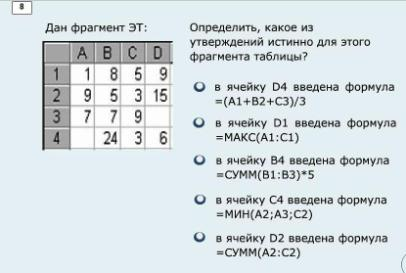 8
Дан фрагмент ЭТ:
A B C D
1 1 8 5 9
2 9 5 3 15
3 7 7 9
4 24 3 6
Определить, какое из
утверждений истинно для этого
фрагмента таблицы?
в ячейку D4 введена формула
=(A1+B2+C3)/3
в ячейку D1 введена формула
=МАКС(A1:C1)
в ячейку B4 введена формула
=СУММ(B1:B3)*5
в ячейку C4 введена формула
=МИН(A2;A3;C2)
в ячейку D2 введена формула
=СУММ(A2:C2)